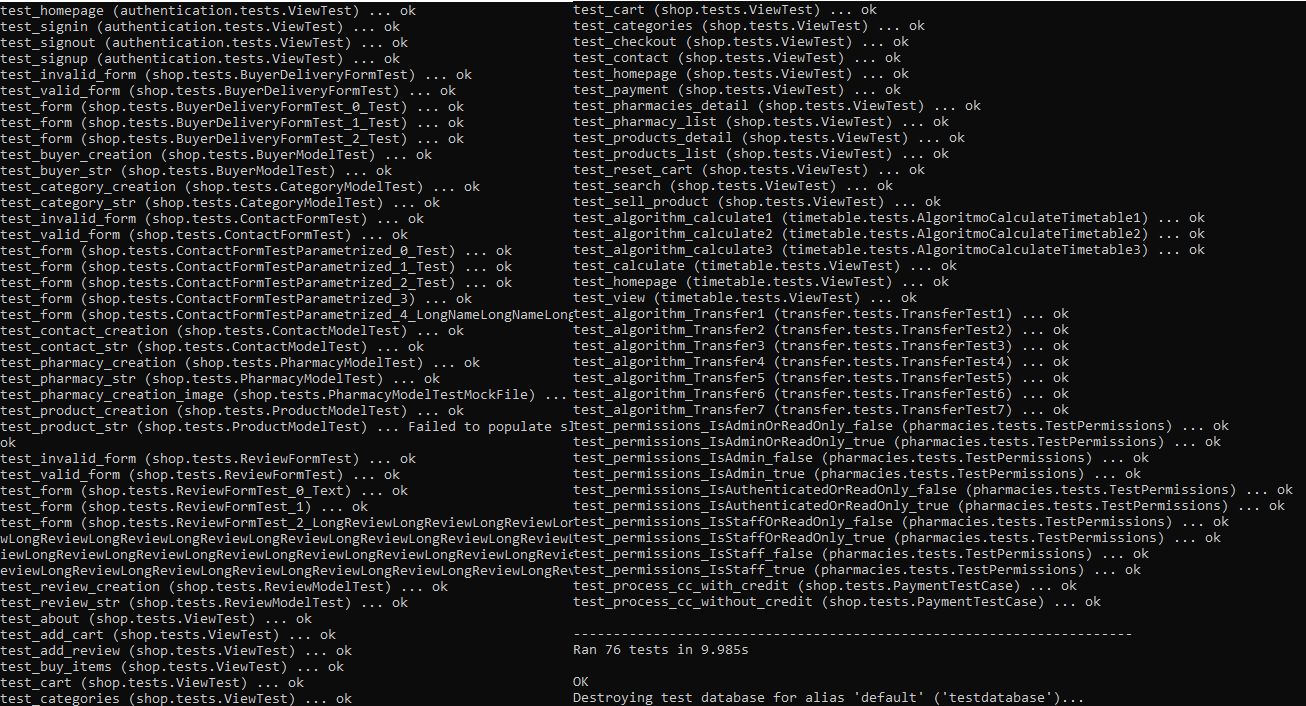 test_homepage (authentication.tests.ViewTest) ... ok
test_signin (authentication.tests.ViewTest) ... ok
test_signout (authentication.tests.ViewTest) ... ok
test_signup (authentication.tests.ViewTest) ... ok
test_invalid_form (shop.tests.BuyerDeliveryFormTest) ... ok
test_valid_form (shop.tests.BuyerDeliveryFormTest) ... ok
test_form (shop.tests.BuyerDeliveryFormTest_0_Test) ... ok
test_form (shop.tests.BuyerDeliveryFormTest_1_Test) ... ok
test_form (shop.tests.BuyerDeliveryFormTest_2_Test) ... ok
test_buyer_creation (shop.tests.BuyerModelTest) ... ok
test_buyer_str (shop.tests.BuyerModelTest) ... ok
test_category_creation (shop.tests.CategoryModelTest) ... ok
test_category_str (shop.tests.CategoryModelTest) ... ok
test_invalid_form (shop.tests.ContactFormTest) ... ok
test_valid_form (shop.tests.ContactFormTest) ... ok
test_form (shop.tests.ContactFormTestParametrized_0_Test) ... ok
test_form (shop.tests.ContactFormTestParametrized_1_Test) ... ok
test_form (shop.tests.ContactFormTestParametrized_2_Test) ... ok
test_form (shop.tests.ContactFormTestParametrized_3) ... ok
test_form (shop.tests.ContactFormTestParametrized_4_LongNameLongNameLong
test_contact_creation (shop.tests.ContactModelTest) ... ok
test_contact_str (shop.tests.ContactModelTest) ... ok
test_pharmacy_creation (shop.tests.PharmacyModelTest) ... ok
test_pharmacy_str (shop.tests.PharmacyModelTest) ... ok
test_pharmacy_creation_image (shop.tests.PharmacyModelTestMockFile) ...
test_product_creation (shop.tests.ProductModelTest) ... ok
test_product_str (shop.tests.ProductModelTest) ... Failed to populate sl
ok
test_invalid_form (shop.tests.ReviewFormTest) ... ok
test_valid_form (shop.tests.ReviewFormTest) ... ok
test_form (shop.tests.ReviewFormTest_0_Text) ... ok
test_form (shop.tests.ReviewFormTest_1) ... ok
test_form (shop.tests.ReviewFormTest_2_LongReviewLongReviewLongReviewLor
wLongReviewLongReviewLongReviewLongReviewLongReviewLongReviewLongReviewL
iewLongReviewLongReviewLongReviewLongReviewLongReviewLongReviewLongRevie
eviewLongReviewLongReviewLongReviewLongReviewLongReviewLongReviewLongRev
test_review_creation (shop.tests.ReviewModelTest) ... ok
test_review_str (shop.tests.ReviewModelTest) ... ok
test_about (shop.tests.ViewTest) ... ok
test_add_cart (shop.tests.ViewTest) ... ok
test_add_review (shop.tests.ViewTest) ... ok
test_buy_items (shop.tests.ViewTest) ... ok
test_cart (shop.tests.ViewTest) ... ok
test_categories (shop.tests.ViewTest) ... ok
test_cart (shop.tests.ViewTest) ... ok
test_categories (shop.tests.ViewTest) ... ok
test_checkout (shop.tests.ViewTest) ... ok
test_contact (shop.tests.ViewTest) ... ok
test_homepage (shop.tests.ViewTest) ... ok
test_payment (shop.tests.ViewTest) ... ok
test_pharmacies_detail (shop.tests.ViewTest) ... ok
test_pharmacy_list (shop.tests.ViewTest) ... ok
test_products_detail (shop.tests.ViewTest) ... ok
test_products_list (shop.tests.ViewTest) ... ok
test_reset_cart (shop.tests.ViewTest) ... ok
test_search (shop.tests.ViewTest) ... ok
test_sell_product (shop.tests.ViewTest) ... ok
test_algorithm_calculate1 (timetable.tests.AlgoritmoCalculateTimetable1) ... ok
test_algorithm_calculate2 (timetable.tests.AlgoritmoCalculateTimetable2) ... ok
test_algorithm_calculate3 (timetable.tests.AlgoritmoCalculateTimetable3) ... ok
test_calculate (timetable.tests.ViewTest) ... ok
test_homepage (timetable.tests.ViewTest) ... ok
test_view (timetable.tests.ViewTest) ... ok
test_algorithm_Transfer1 (transfer.tests.TransferTest1) ... ok
test_algorithm_Transfer2 (transfer.tests.TransferTest2) ... ok
test_algorithm_Transfer3 (transfer.tests.TransferTest3) ... ok
test_algorithm_Transfer4 (transfer.tests.TransferTest4) ... ok
test_algorithm_Transfer5 (transfer.tests.TransferTest5) ... ok
test_algorithm_Transfer6 (transfer.tests.TransferTest6) ... ok
test_algorithm_Transfer7 (transfer.tests.TransferTest7) ... ok
test_permissions_IsAdminOrReadOnly_false (pharmacies.tests.TestPermissions) ... ok
test_permissions_IsAdminOrReadOnly_true (pharmacies.tests.TestPermissions) ... ok
test_permissions_IsAdmin_false (pharmacies.tests.TestPermissions) ... ok
test_permissions_IsAdmin_true (pharmacies.tests.TestPermissions) ... ok
test_permissions_IsAuthenticatedOrReadOnly_false (pharmacies.tests.TestPermissions) ... ok
test_permissions_IsAuthenticatedOrReadOnly_true (pharmacies.tests.TestPermissions) ... ok
test_permissions_IsStaffOrReadOnly_false (pharmacies.tests.TestPermissions) ... ok
test_permissions_IsStaffOrReadOnly_true (pharmacies.tests.TestPermissions) ... ok
test_permissions_IsStaff_false (pharmacies.tests.TestPermissions) ... ok
test_permissions_IsStaff_true (pharmacies.tests.TestPermissions) ... ok
test_process_cc_with_credit (shop.tests.PaymentTestCase) ... ok
test_process_cc_without_credit (shop.tests.PaymentTestCase) ... ok
----------------------------------------------------------------------
Ran 76 tests in 9.985s
OK
Destroying test database for alias 'default' ('testdatabase')...